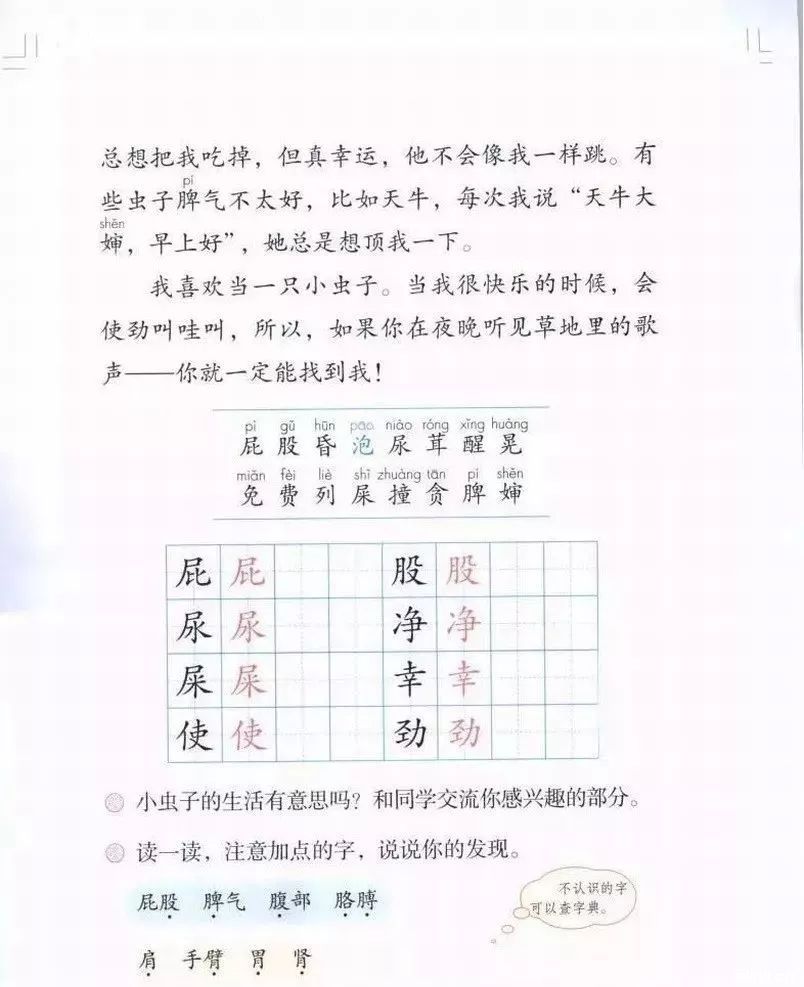 总想把我吃掉，但真幸运，他不会像我一样跳。有
pí
些虫子脾气不太好，比如天牛，每次我说“天牛大
shěn
婶，早上好”，她总是想顶我一下。
我喜欢当一只小虫子。当我很快乐的时候，会
使劲叫哇叫，所以，如果你在夜晚听见草地里的歌
声——你就一定能找到我！
pì gǔ hūn pāo niào róng xǐng huàng
屁 股 昏 泡 尿 茸 醒 晃
miǎn fèi liè shǐ zhuàng tān pí shěn
免 费 列 屎 撞 贪 脾 婶
屁 屁 股 股
尿 尿 净 净
屎 屎 幸 幸
使 使 劲 劲
小虫子的生活有意思吗？和同学交流你感兴趣的部分。
读一读，注意加点的字，说说你的发现。
屁股 脾气 腹部 胳膊
不认识的字
可以查字典。
肩 手臂 胃 肾